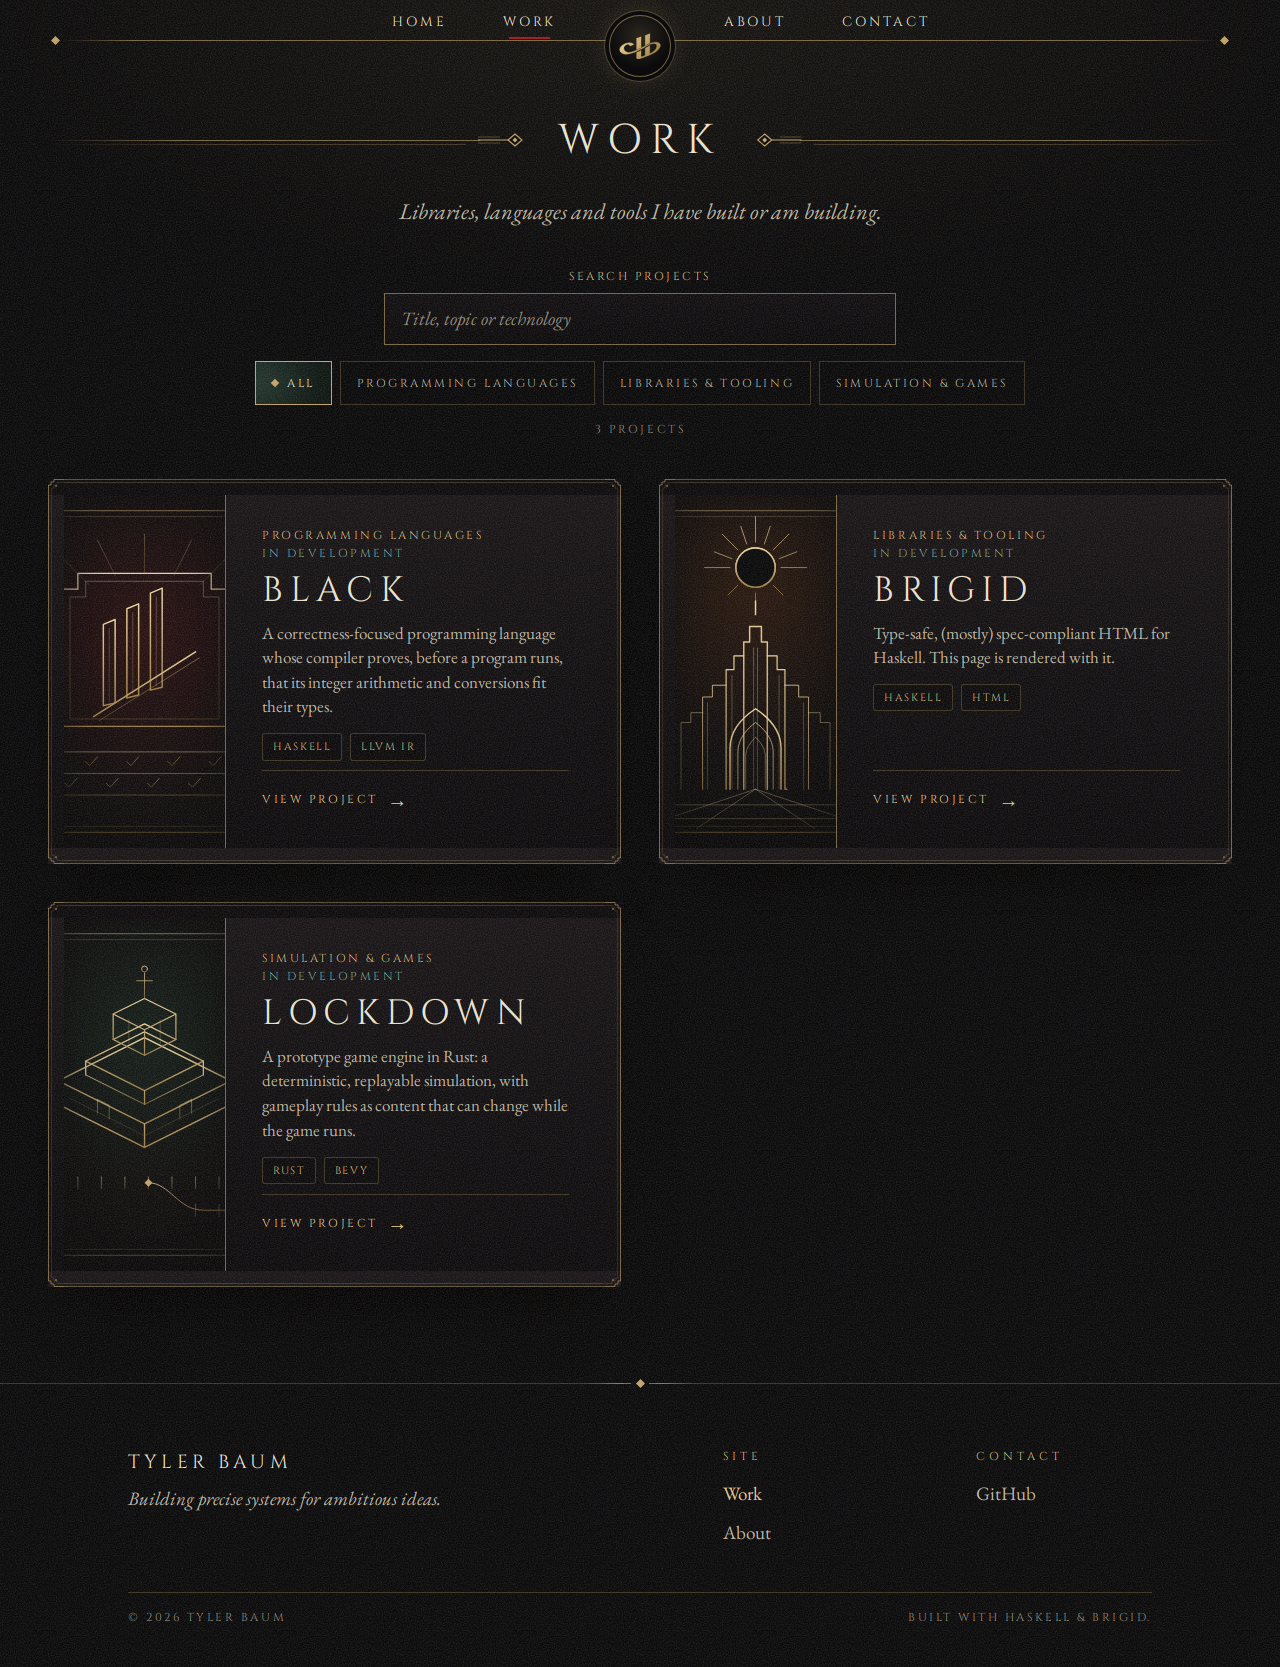 HOME WORK ABOUT CONTACT
WORK
Libraries, languages and tools I have built or am building.
SEARCH PROJECTS
Title, topic or technology
ALL PROGRAMMING LANGUAGES LIBRARIES & TOOLING SIMULATION & GAMES
3 PROJECTS
PROGRAMMING LANGUAGES
IN DEVELOPMENT
BLACK
A correctness-focused programming language
whose compiler proves, before a program runs,
that its integer arithmetic and conversions fit
their types.
HASKELL LLVM IR
VIEW PROJECT →
LIBRARIES & TOOLING
IN DEVELOPMENT
BRIGID
Type-safe, (mostly) spec-compliant HTML for
Haskell. This page is rendered with it.
HASKELL HTML
VIEW PROJECT →
SIMULATION & GAMES
IN DEVELOPMENT
LOCKDOWN
A prototype game engine in Rust: a
deterministic, replayable simulation, with
gameplay rules as content that can change while
the game runs.
RUST BEVY
VIEW PROJECT →
TYLER BAUM
Building precise systems for ambitious ideas.
SITE
Work
About
CONTACT
GitHub
© 2026 TYLER BAUM
BUILT WITH HASKELL & BRIGID.